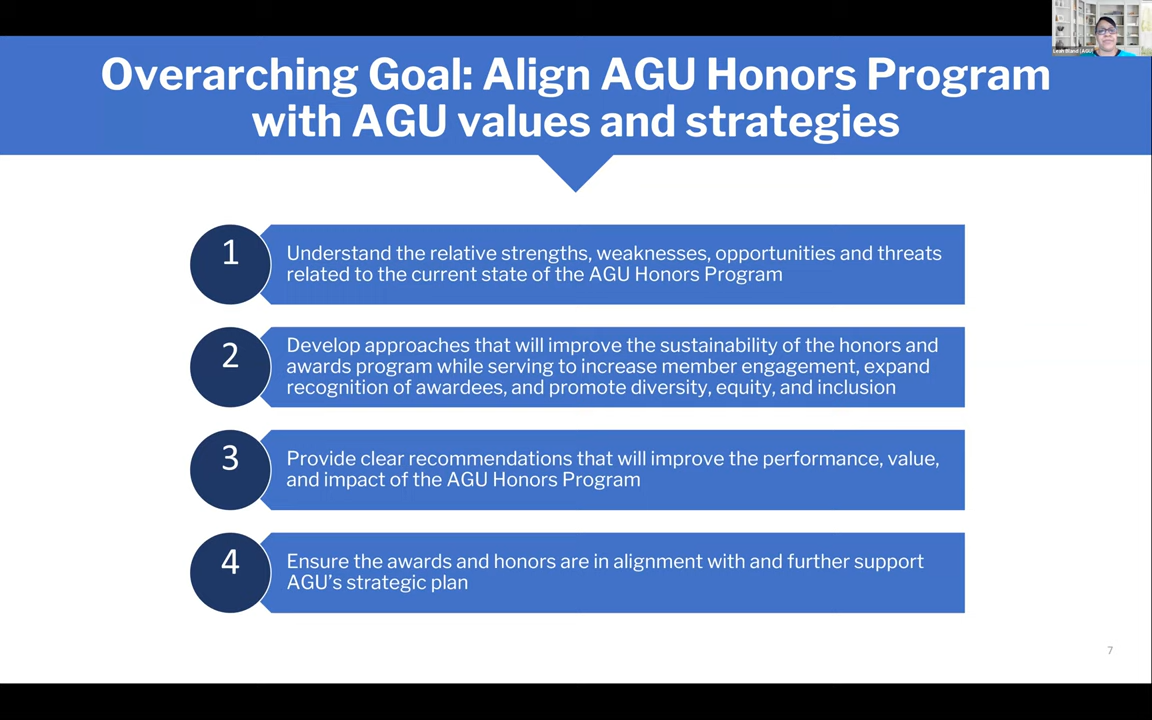 Leah Bland (AGU)
Overarching Goal: Align AGU Honors Program
with AGU values and strategies
1
Understand the relative strengths, weaknesses, opportunities and threats
related to the current state of the AGU Honors Program
2
Develop approaches that will improve the sustainability of the honors and
awards program while serving to increase member engagement, expand
recognition of awardees, and promote diversity, equity, and inclusion
3
Provide clear recommendations that will improve the performance, value,
and impact of the AGU Honors Program
4
Ensure the awards and honors are in alignment with and further support
AGU’s strategic plan
7